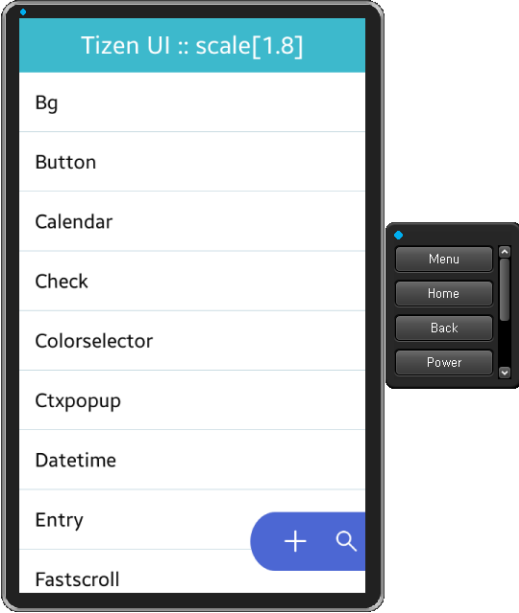 Tizen UI :: scale[1.8]
Bg
Button
Calendar
Check
Colorselector
Ctxpopup
Datetime
Entry
Fastscroll
Menu
Home
Back
Power